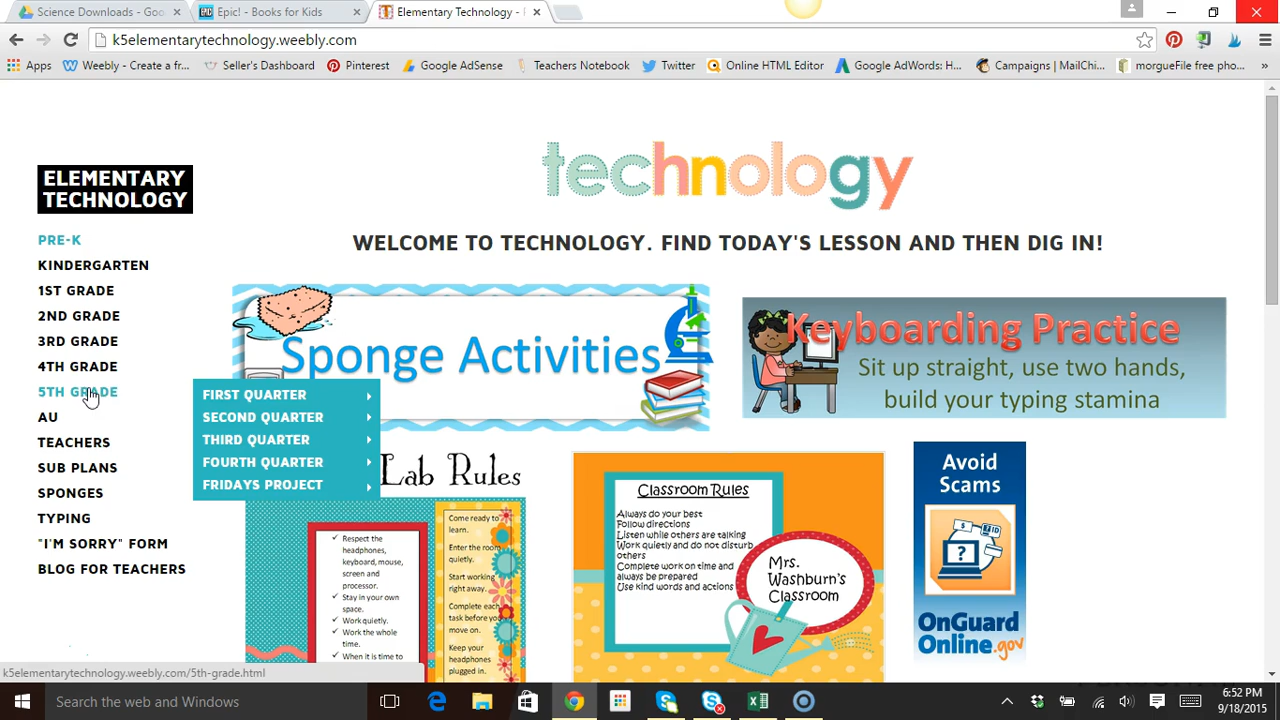 Science Downloads - Goo
Epic! - Books for Kids
Elementary Technology -
k5elementarytechnology.weebly.com
Apps
Weebly - Create a fr...
Seller's Dashboard
Pinterest
Google AdSense
Teachers Notebook
Twitter
Online HTML Editor
Google AdWords: H...
Campaigns | MailChi...
morgueFile free pho...
»
technology
ELEMENTARY
TECHNOLOGY
WELCOME TO TECHNOLOGY. FIND TODAY'S LESSON AND THEN DIG IN!
PRE-K
KINDERGARTEN
1ST GRADE
2ND GRADE
3RD GRADE
4TH GRADE
5TH GRADE
AU
TEACHERS
SUB PLANS
SPONGES
TYPING
"I'M SORRY" FORM
BLOG FOR TEACHERS
FIRST QUARTER
SECOND QUARTER
THIRD QUARTER
FOURTH QUARTER
FRIDAYS PROJECT
Sponge Activities
Keyboarding Practice
Sit up straight, use two hands,
build your typing stamina
Lab Rules
Respect the
headphones,
keyboard, mouse,
screen and
processor.
Stay in your own
space.
Work quietly.
Work the whole
time.
When it is time to
Come ready to
learn.
Enter the room
quietly.
Start working
right away.
Complete each
task before you
move on.
Keep your
headphones
plugged in.
Classroom Rules
Always do your best
Follow directions
Listen while others are talking
Work quietly and do not disturb
others
Complete work on time and
always be prepared
Use kind words and actions
Mrs.
Washburn's
Classroom
Avoid
Scams
?
OnGuard
Online.gov
k5elementarytechnology.weebly.com/5th-grade.html
Search the web and Windows
6:52 PM
9/18/2015